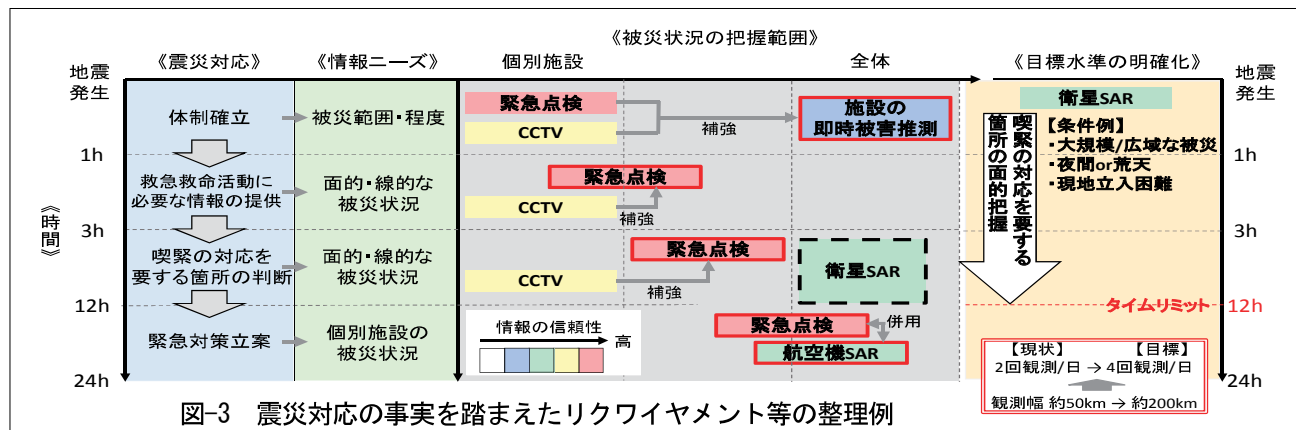 《被災状況の把握範囲》
《震災対応》
《情報ニーズ》
個別施設
全体
《目標水準の明確化》
地震
発生
地震
発生
《時間》
1h
3h
12h
24h
体制確立
救急救命活動に
必要な情報の提供
喫緊の対応を
要する箇所の判断
緊急対策立案
被災範囲・程度
面的・線的な
被災状況
面的・線的な
被災状況
個別施設の
被災状況
緊急点検
CCTV
補強
施設の
即時被害推測
緊急点検
CCTV
補強
緊急点検
CCTV
補強
衛星SAR
緊急点検
併用
航空機SAR
情報の信頼性
高
衛星SAR
【条件例】
・大規模/広域な被災
・夜間or荒天
・現地立入困難
喫緊の対応を要する
箇所の面的把握
タイムリミット
1h
3h
12h
24h
【現状】 【目標】
2回観測/日 → 4回観測/日
観測幅 約50km → 約200km
図-3 震災対応の事実を踏まえたリクワイヤメント等の整理例